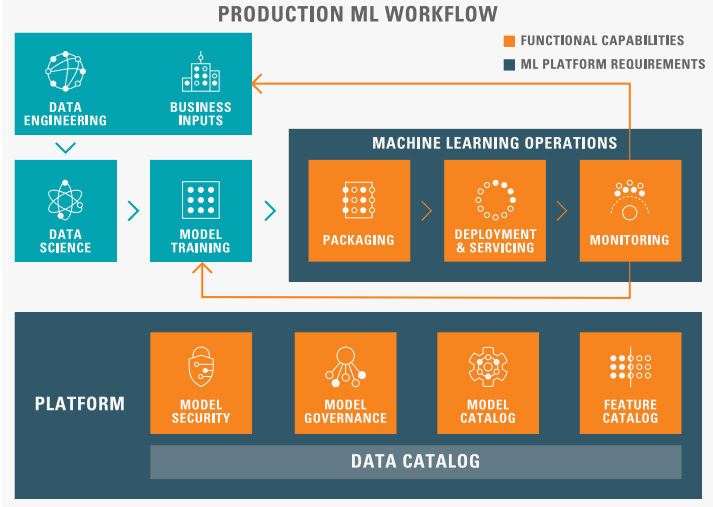 PRODUCTION ML WORKFLOW
FUNCTIONAL CAPABILITIES
ML PLATFORM REQUIREMENTS
DATA
ENGINEERING
BUSINESS
INPUTS
MACHINE LEARNING OPERATIONS
DATA
SCIENCE
MODEL
TRAINING
PACKAGING
DEPLOYMENT
& SERVICING
MONITORING
PLATFORM
MODEL
SECURITY
MODEL
GOVERNANCE
MODEL
CATALOG
FEATURE
CATALOG
DATA CATALOG